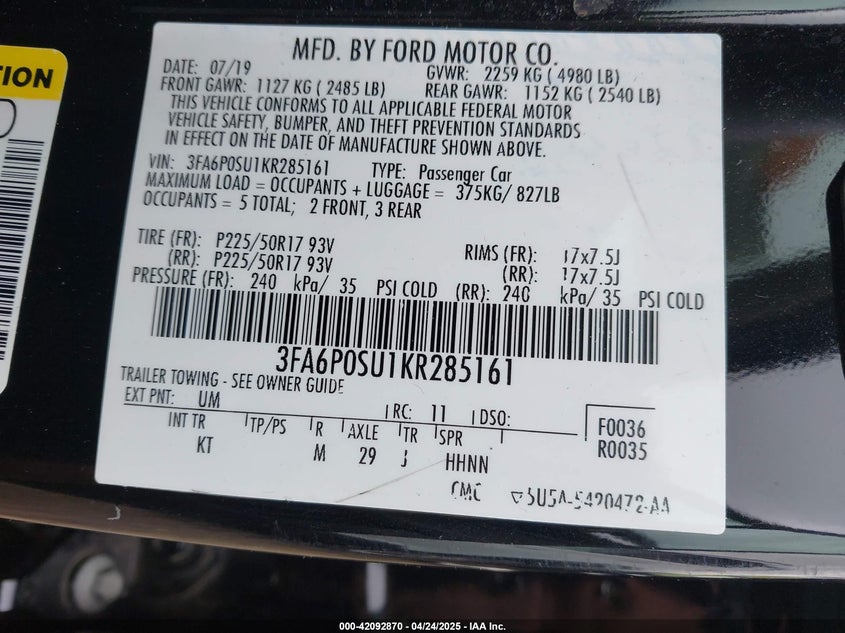 TION
MFD. BY FORD MOTOR CO.
DATE: 07/19 GVWR: 2259 KG ( 4980 LB)
FRONT GAWR: 1127 KG ( 2485 LB) REAR GAWR: 1152 KG ( 2540 LB)
THIS VEHICLE CONFORMS TO ALL APPLICABLE FEDERAL MOTOR
VEHICLE SAFETY, BUMPER, AND THEFT PREVENTION STANDARDS
IN EFFECT ON THE DATE OF MANUFACTURE SHOWN ABOVE.
VIN: 3FA6P0SU1KR285161 TYPE: Passenger Car
MAXIMUM LOAD = OCCUPANTS + LUGGAGE = 375KG/ 827LB
OCCUPANTS = 5 TOTAL; 2 FRONT, 3 REAR
TIRE (FR): P225/50R17 93V RIMS (FR): 17x7.5J
(RR): P225/50R17 93V (RR): 17x7.5J
PRESSURE (FR): 240 kPa/ 35 PSI COLD (RR): 240 kPa/ 35 PSI COLD
3FA6P0SU1KR285161
TRAILER TOWING - SEE OWNER GUIDE
EXT PNT: UM RC: 11 DSO: F0036
INT TR TP/PS R AXLE TR SPR R0035
KT M 29 J HHNN
CMC 5U5A-5420472-AA
000-42092870 - 04/24/2025 - IAA Inc.